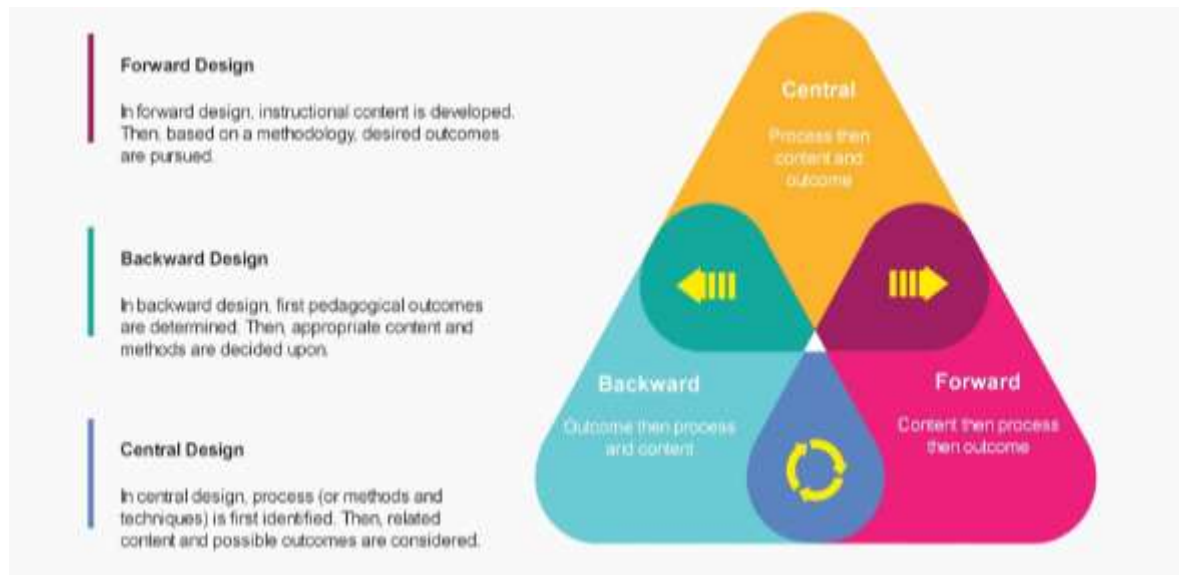 Forward Design
In forward design, instructional content is developed.
Then, based on a methodology, desired outcomes
are pursued.
Backward Design
In backward design, first pedagogical outcomes
are determined. Then, appropriate content and
methods are decided upon.
Central Design
In central design, process (or methods and
techniques) is first identified. Then, related
content and possible outcomes are considered.
Central
Process then
content and
outcome
Backward
Outcome then process
and content
Forward
Content then process
then outcome